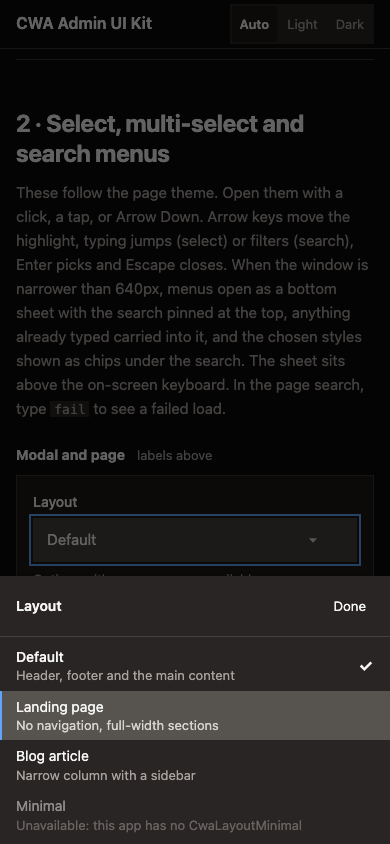 CWA Admin UI Kit
Auto Light Dark
2 · Select, multi-select and
search menus
These follow the page theme. Open them with a
click, a tap, or Arrow Down. Arrow keys move the
highlight, typing jumps (select) or filters (search),
Enter picks and Escape closes. When the window is
narrower than 640px, menus open as a bottom
sheet with the search pinned at the top, anything
already typed carried into it, and the chosen styles
shown as chips under the search. The sheet sits
above the on-screen keyboard. In the page search,
type fail to see a failed load.
Modal and page labels above
Layout
Default
Layout
Done
Default
Header, footer and the main content
Landing page
No navigation, full-width sections
Blog article
Narrow column with a sidebar
Minimal
Unavailable: this app has no CwaLayoutMinimal